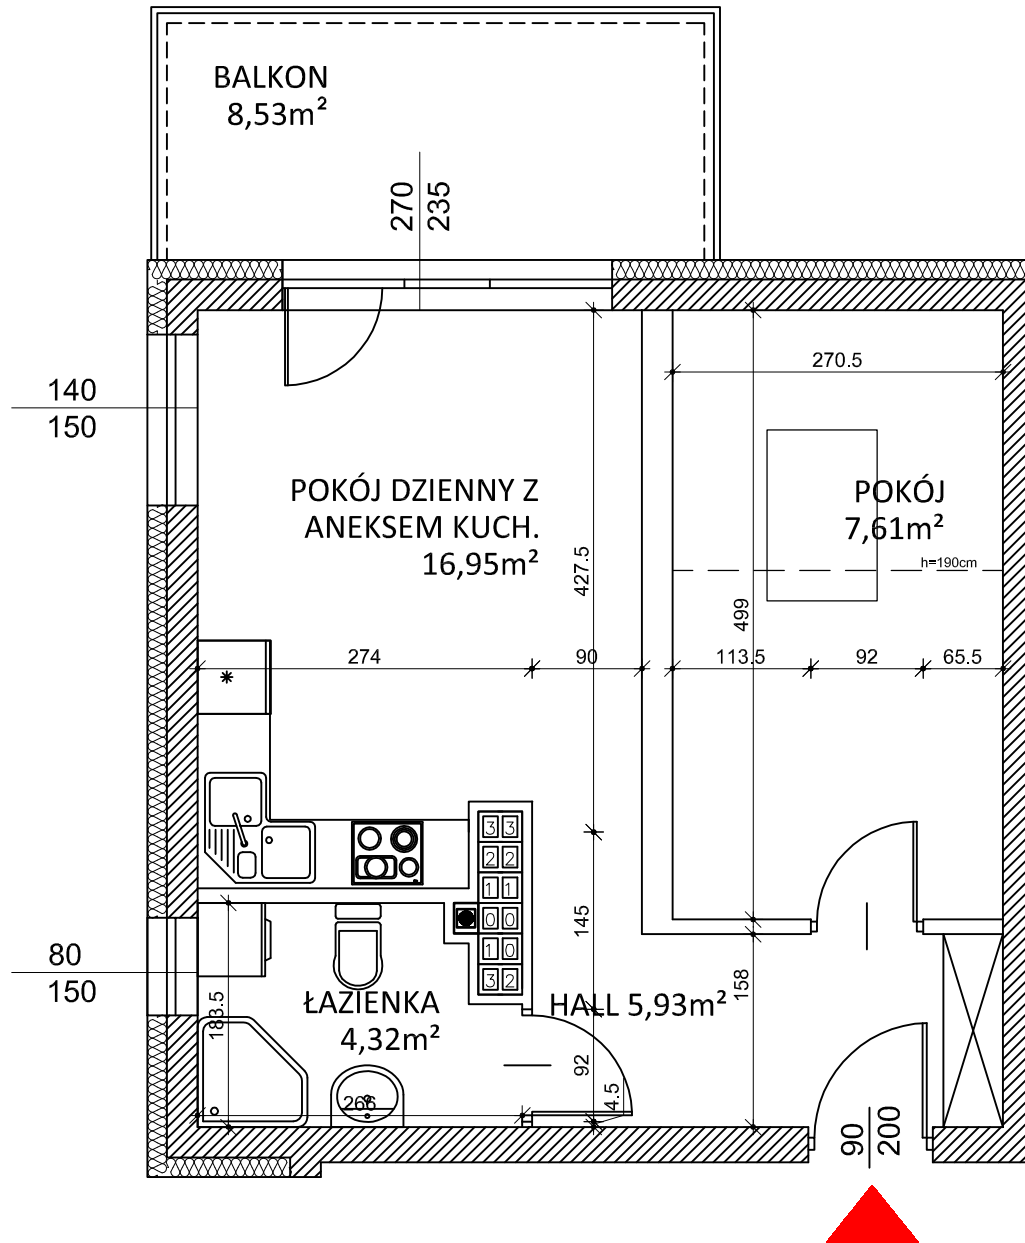 BALKON
8,53m²
270
235
140
150
270.5
POKÓJ DZIENNY Z
ANEKSEM KUCH.
16,95m²
POKÓJ
7,61m²
h=190cm
427.5
499
274
90
113.5
92
65.5
3 3
2 2
1 1
0 0
1 0
3 2
145
80
150
183.5
ŁAZIENKA
4,32m²
HALL 5,93m²
158
92
4.5
266
90
200